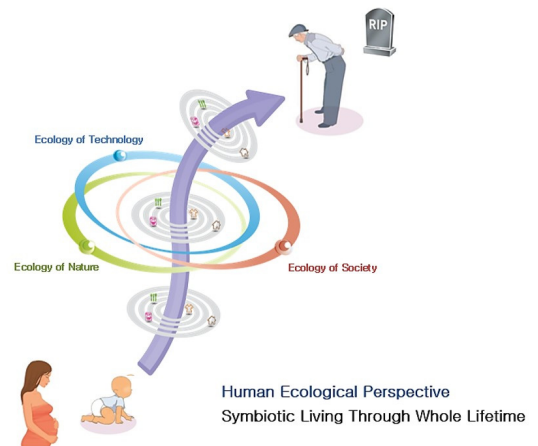 RIP
Ecology of Technology
Ecology of Nature
Ecology of Society
Human Ecological Perspective
Symbiotic Living Through Whole Lifetime